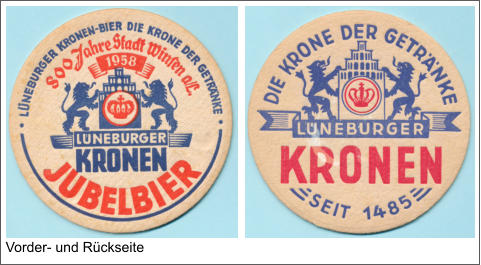 LÜNEBURGER KRONEN-BIER DIE KRONE DER GETRÄNKE
800 Jahre Stadt Winsen a/L.
1958
LÜNEBURGER
KRONEN
JUBELBIER
DIE KRONE DER GETRÄNKE
LÜNEBURGER
KRONEN
SEIT 1485
Vorder- und Rückseite